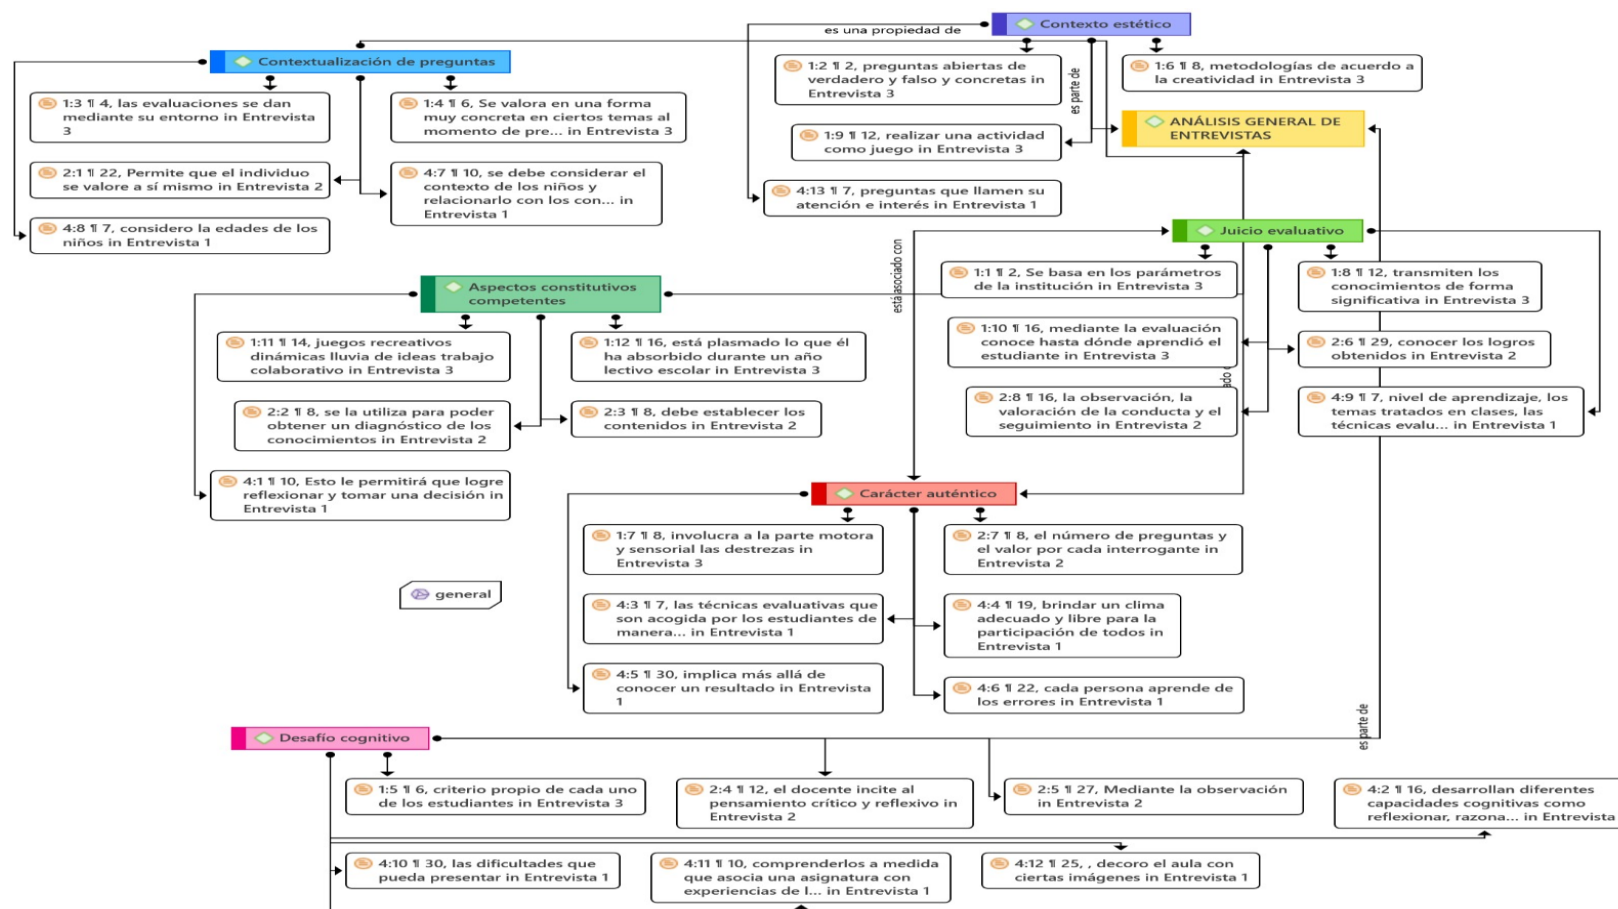 Contexto estético
es una propiedad de
1:2 ¶ 2, preguntas abiertas de
verdadero y falso y concretas in
Entrevista 3
1:6 ¶ 8, metodologías de acuerdo a
la creatividad in Entrevista 3
es parte de
1:9 ¶ 12, realizar una actividad
como juego in Entrevista 3
4:13 ¶ 7, preguntas que llamen su
atención e interés in Entrevista 1
ANÁLISIS GENERAL DE
ENTREVISTAS
Contextualización de preguntas
1:3 ¶ 4, las evaluaciones se dan
mediante su entorno in Entrevista
3
1:4 ¶ 6, Se valora en una forma
muy concreta en ciertos temas al
momento de pre... in Entrevista 3
2:1 ¶ 22, Permite que el individuo
se valore a sí mismo in Entrevista 2
4:7 ¶ 10, se debe considerar el
contexto de los niños y
relacionarlo con los con... in
Entrevista 1
4:8 ¶ 7, considero la edades de los
niños in Entrevista 1
Juicio evaluativo
está asociado con
1:1 ¶ 2, Se basa en los parámetros
de la institución in Entrevista 3
1:8 ¶ 12, transmiten los
conocimientos de forma
significativa in Entrevista 3
1:10 ¶ 16, mediante la evaluación
conoce hasta dónde aprendió el
estudiante in Entrevista 3
2:6 ¶ 29, conocer los logros
obtenidos in Entrevista 2
2:8 ¶ 16, la observación, la
valoración de la conducta y el
seguimiento in Entrevista 2
4:9 ¶ 7, nivel de aprendizaje, los
temas tratados en clases, las
técnicas evalu... in Entrevista 1
Aspectos constitutivos
competentes
1:11 ¶ 14, juegos recreativos
dinámicas lluvia de ideas trabajo
colaborativo in Entrevista 3
1:12 ¶ 16, está plasmado lo que él
ha absorbido durante un año
lectivo escolar in Entrevista 3
2:2 ¶ 8, se la utiliza para poder
obtener un diagnóstico de los
conocimientos in Entrevista 2
2:3 ¶ 8, debe establecer los
contenidos in Entrevista 2
4:1 ¶ 10, Esto le permitirá que logre
reflexionar y tomar una decisión in
Entrevista 1
Carácter auténtico
1:7 ¶ 8, involucra a la parte motora
y sensorial las destrezas in
Entrevista 3
2:7 ¶ 8, el número de preguntas y
el valor por cada interrogante in
Entrevista 2
4:3 ¶ 7, las técnicas evaluativas que
son acogida por los estudiantes de
manera... in Entrevista 1
4:4 ¶ 19, brindar un clima
adecuado y libre para la
participación de todos in
Entrevista 1
4:5 ¶ 30, implica más allá de
conocer un resultado in Entrevista
1
4:6 ¶ 22, cada persona aprende de
los errores in Entrevista 1
general
es parte de
Desafío cognitivo
1:5 ¶ 6, criterio propio de cada uno
de los estudiantes in Entrevista 3
2:4 ¶ 12, el docente incite al
pensamiento crítico y reflexivo in
Entrevista 2
2:5 ¶ 27, Mediante la observación
in Entrevista 2
4:2 ¶ 16, desarrollan diferentes
capacidades cognitivas como
reflexionar, razona... in Entrevista
4:10 ¶ 30, las dificultades que
pueda presentar in Entrevista 1
4:11 ¶ 10, comprenderlos a medida
que asocia una asignatura con
experiencias de l... in Entrevista 1
4:12 ¶ 25, , decoro el aula con
ciertas imágenes in Entrevista 1